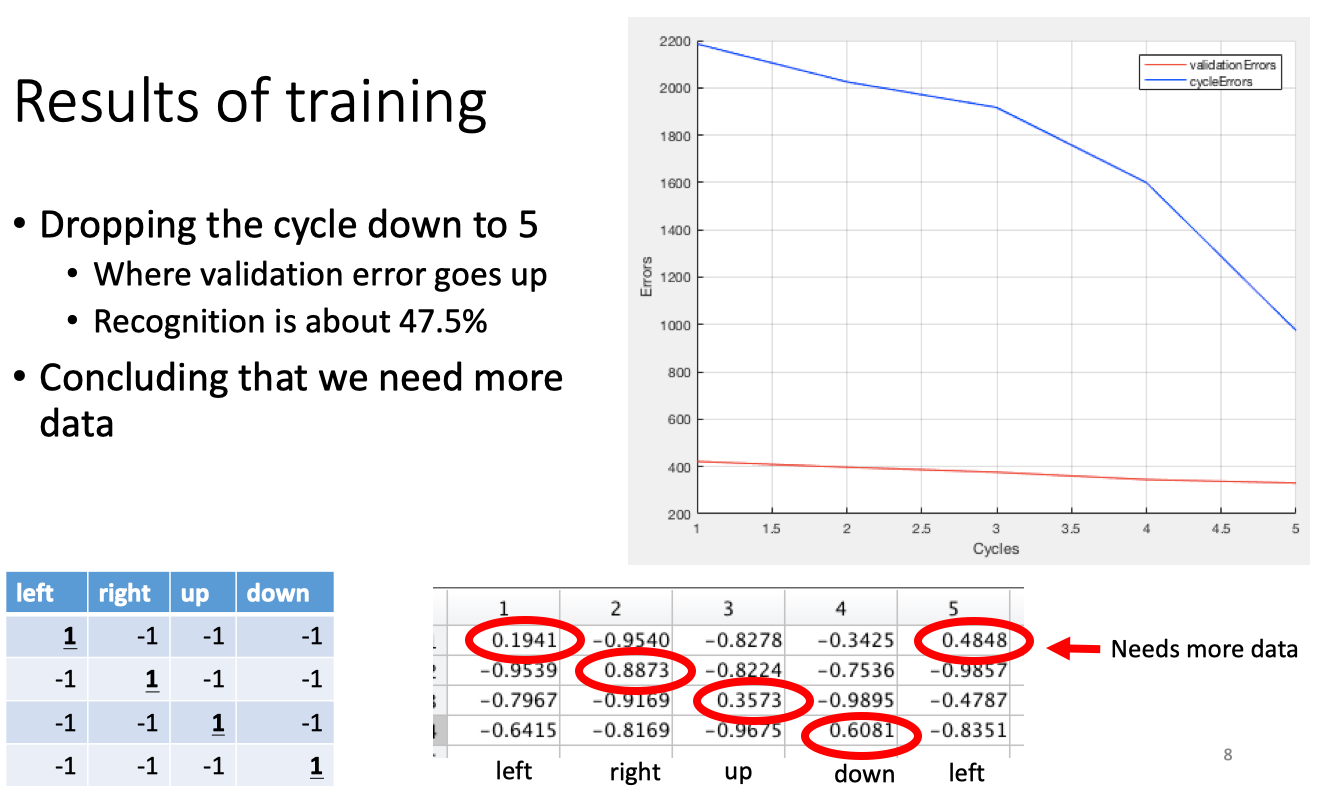 Results of training
• Dropping the cycle down to 5
• Where validation error goes up
• Recognition is about 47.5%
• Concluding that we need more
data
2200
2000
1800
1600
1400
1200
1000
800
600
400
200
Errors
validationErrors
cycleErrors
1 1.5 2 2.5 3 3.5 4 4.5 5
Cycles
left right up down
1 -1 -1 -1
-1 1 -1 -1
-1 -1 1 -1
-1 -1 -1 1
1 2 3 4 5
0.1941 -0.9540 -0.8278 -0.3425 0.4848
-0.9539 0.8873 -0.8224 -0.7536 -0.9857
-0.7967 -0.9169 0.3573 -0.9895 -0.4787
-0.6415 -0.8169 -0.9675 0.6081 -0.8351
left right up down left
Needs more data
8